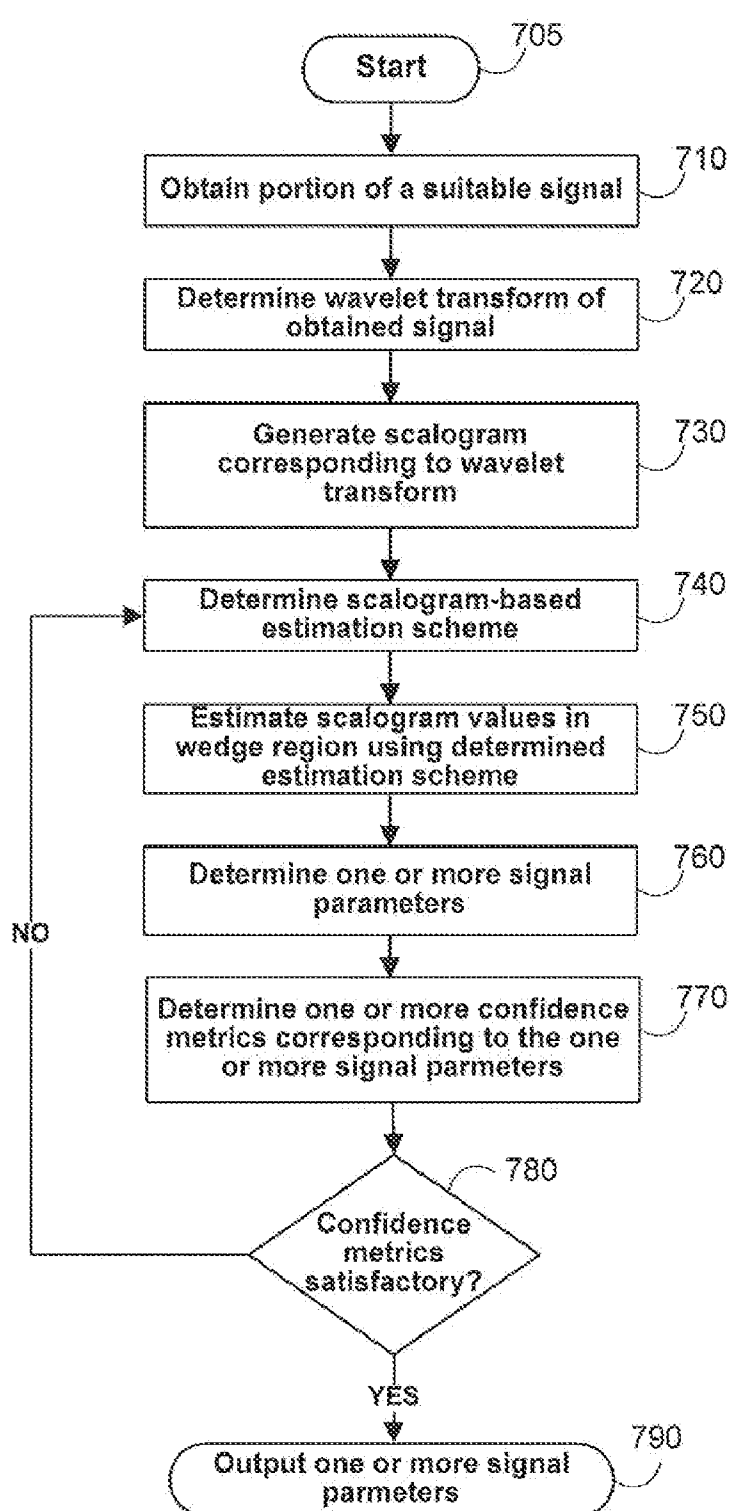 705
Start
710
Obtain portion of a suitable signal
720
Determine wavelet transform of
obtained signal
730
Generate scalogram
corresponding to wavelet
transform
740
Determine scalogram-based
estimation scheme
750
Estimate scalogram values in
wedge region using determined
estimation scheme
760
Determine one or more signal
parameters
NO
770
Determine one or more confidence
metrics corresponding to the one
or more signal parmeters
780
Confidence
metrics
satisfactory?
YES
790
Output one or more signal
parmeters